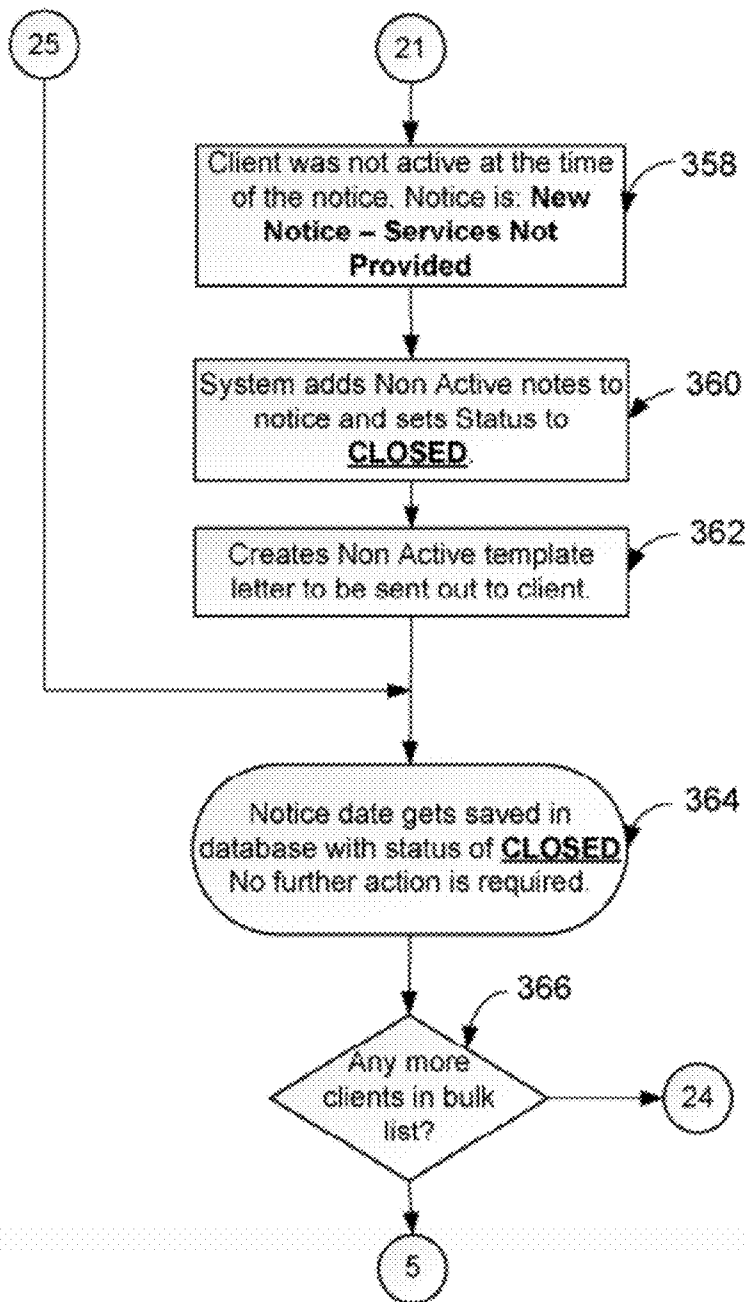 25
21
Client was not active at the time
of the notice. Notice is: New
Notice – Services Not
Provided
358
System adds Non Active notes to
notice and sets Status to
CLOSED.
360
Creates Non Active template
letter to be sent out to client.
362
Notice date gets saved in
database with status of CLOSED
No further action is required.
364
366
Any more
clients in bulk
list?
24
5